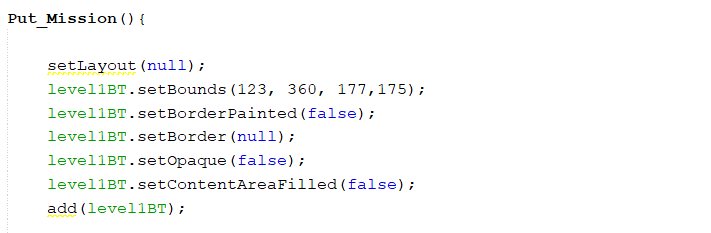 Put_Mission(){
setLayout(null);
level1BT.setBounds(123, 360, 177,175);
level1BT.setBorderPainted(false);
level1BT.setBorder(null);
level1BT.setOpaque(false);
level1BT.setContentAreaFilled(false);
add(level1BT);